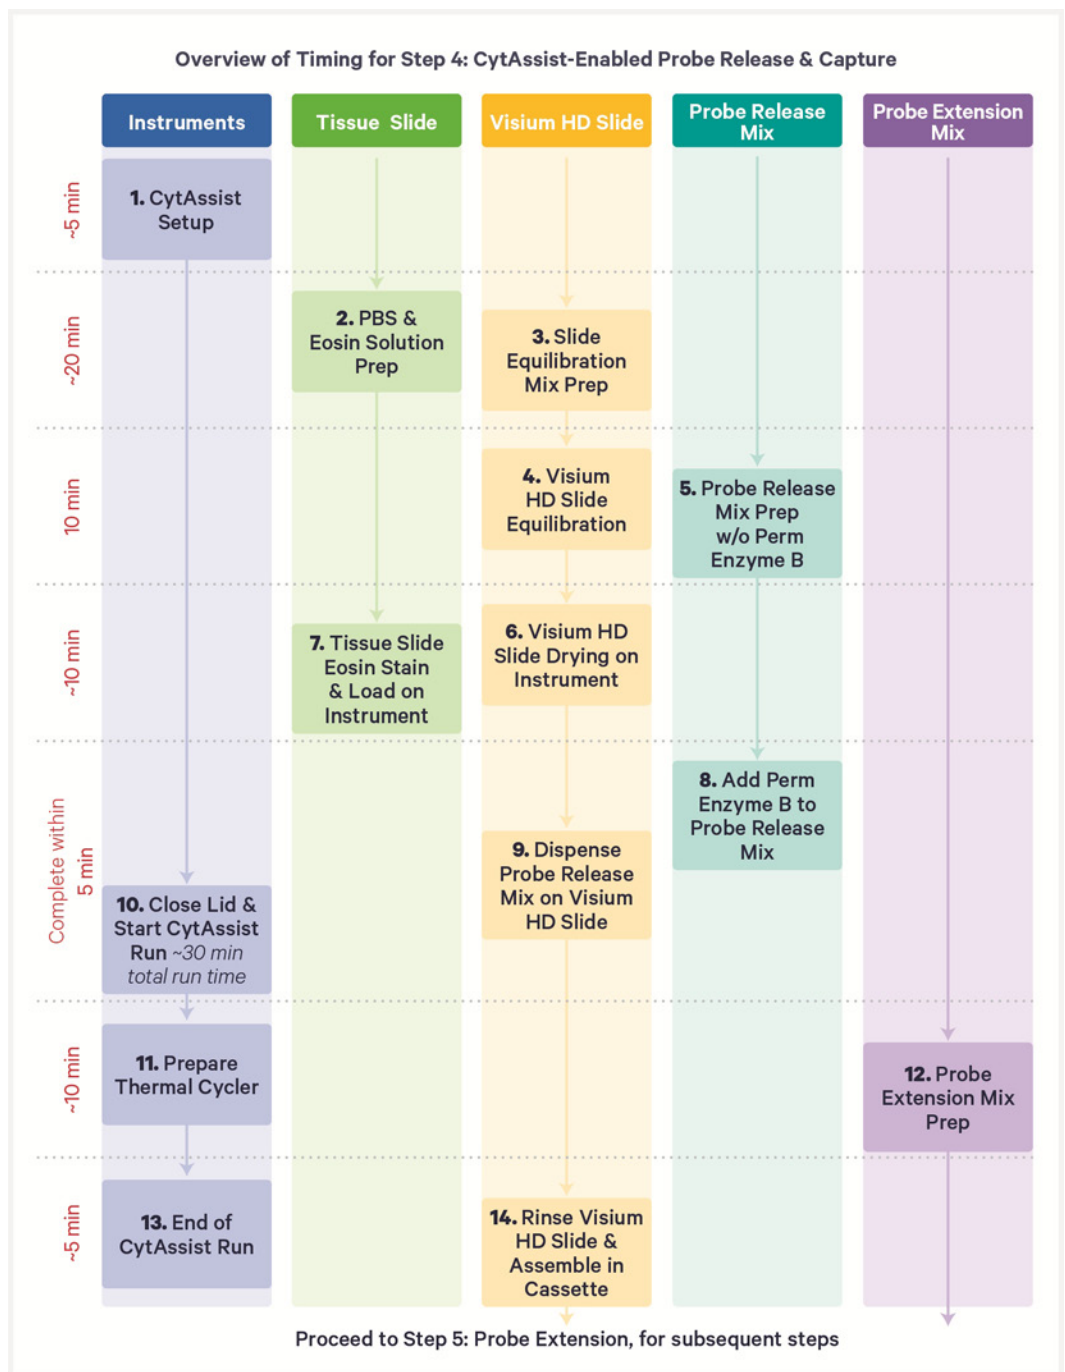 Overview of Timing for Step 4: CytAssist-Enabled Probe Release & Capture
Instruments
Tissue Slide
Visium HD Slide
Probe Release
Mix
Probe Extension
Mix
~5 min
1. CytAssist
Setup
~20 min
2. PBS &
Eosin Solution
Prep
3. Slide
Equilibration
Mix Prep
10 min
4. Visium
HD Slide
Equilibration
5. Probe Release
Mix Prep
w/o Perm
Enzyme B
~10 min
6. Visium HD
Slide Drying on
Instrument
7. Tissue Slide
Eosin Stain
& Load on
Instrument
Complete within
5 min
8. Add Perm
Enzyme B to
Probe Release
Mix
9. Dispense
Probe Release
Mix on Visium
HD Slide
10. Close Lid &
Start CytAssist
Run ~30 min
total run time
~10 min
11. Prepare
Thermal Cycler
12. Probe
Extension Mix
Prep
~5 min
13. End of
CytAssist Run
14. Rinse Visium
HD Slide &
Assemble in
Cassette
Proceed to Step 5: Probe Extension, for subsequent steps